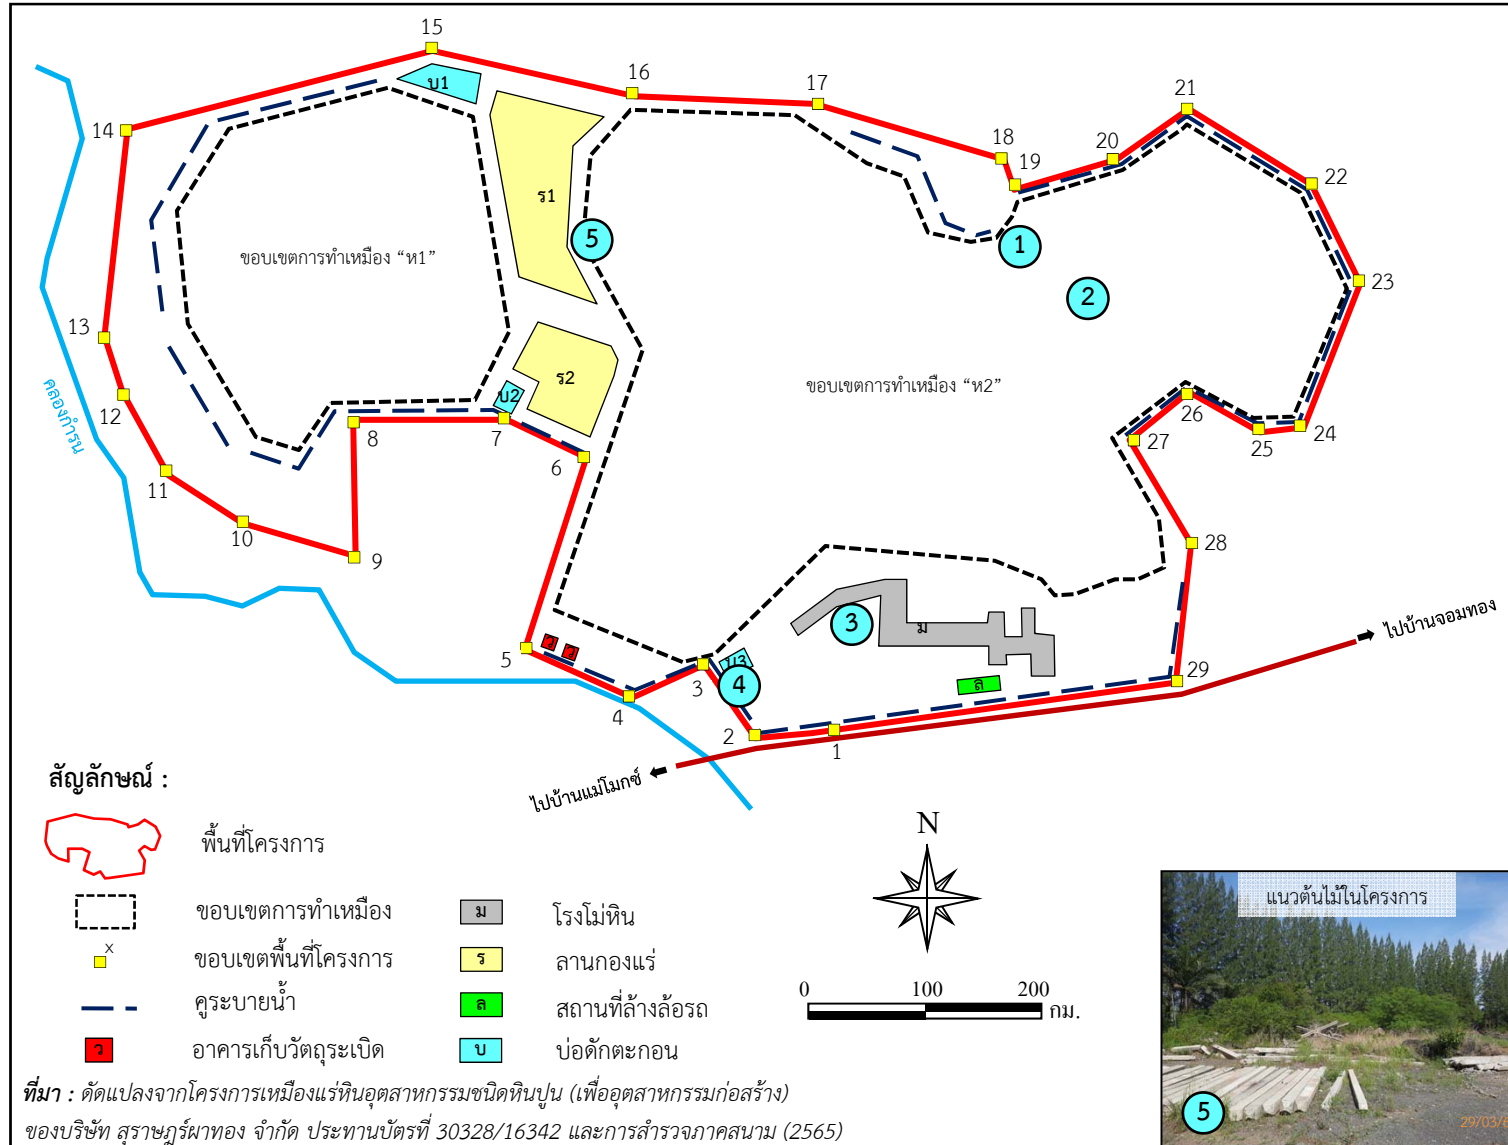 15
16
17
21
14
18
20
19
22
บ1
ร1
5
1
ขอบเขตการทำเหมือง “ห1”
2
23
13
คลองกำรน
12
ร2
บ2
ขอบเขตการทำเหมือง “ห2”
26
8
7
6
27
25
24
11
10
9
28
3
ม
ไปบ้านจอมทอง
5
ว
ว
บ3
4
ล
29
3
4
2
1
ไปบ้านแม่โมกซ์
สัญลักษณ์ :
พื้นที่โครงการ
ขอบเขตการทำเหมือง
x
ขอบเขตพื้นที่โครงการ
คูระบายน้ำ
ว
อาคารเก็บวัตถุระเบิด
ม
โรงโม่หิน
ร
ลานกองแร่
ล
สถานที่ล้างล้อรถ
บ
บ่อดักตะกอน
N
0 100 200
กม.
แนวต้นไม้ในโครงการ
5
ที่มา : ดัดแปลงจากโครงการเหมืองแร่หินอุตสาหกรรมชนิดหินปูน (เพื่ออุตสาหกรรมก่อสร้าง)
ของบริษัท สุราษฎร์ผาทอง จำกัด ประทานบัตรที่ 30328/16342 และการสำรวจภาคสนาม (2565)